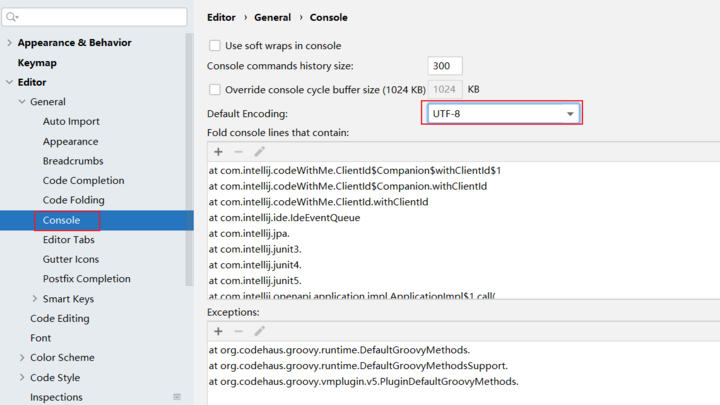 Editor › General › Console
Appearance & Behavior
Keymap
Editor
General
Auto Import
Appearance
Breadcrumbs
Code Completion
Code Folding
Console
Editor Tabs
Gutter Icons
Postfix Completion
Smart Keys
Code Editing
Font
Color Scheme
Code Style
Inspections
Use soft wraps in console
Console commands history size: 300
Override console cycle buffer size (1024 KB) 1024 KB
Default Encoding: UTF-8
Fold console lines that contain:
at com.intellij.codeWithMe.ClientId$Companion$withClientId$1
at com.intellij.codeWithMe.ClientId$Companion.withClientId
at com.intellij.codeWithMe.ClientId.withClientId
at com.intellij.ide.IdeEventQueue
at com.intellij.jpa.
at com.intellij.junit3.
at com.intellij.junit4.
at com.intellij.junit5.
at com.intellij.openapi.application.impl.ApplicationImpl$1.call(
Exceptions:
at org.codehaus.groovy.runtime.DefaultGroovyMethods.
at org.codehaus.groovy.runtime.DefaultGroovyMethodsSupport.
at org.codehaus.groovy.vmplugin.v5.PluginDefaultGroovyMethods.